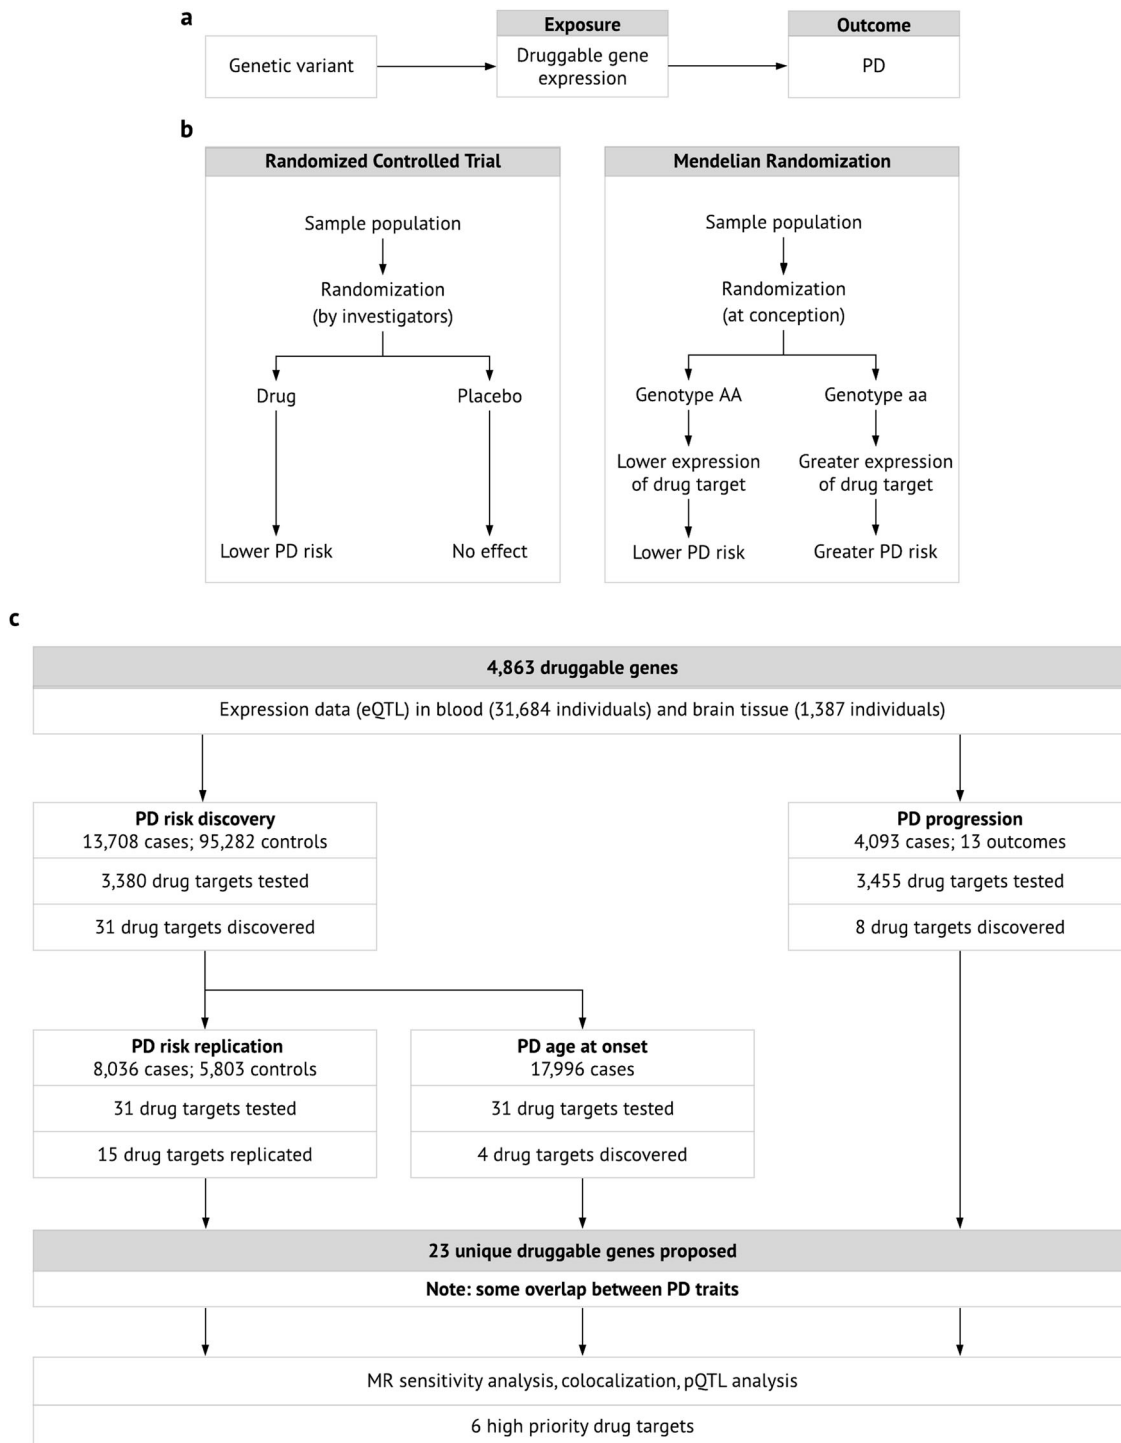 a
Exposure
Outcome
Genetic variant
Druggable gene
expression
PD
b
Randomized Controlled Trial
Sample population
Randomization
(by investigators)
Drug
Placebo
Lower PD risk
No effect
Mendelian Randomization
Sample population
Randomization
(at conception)
Genotype AA
Genotype aa
Lower expression
of drug target
Greater expression
of drug target
Lower PD risk
Greater PD risk
c
4,863 druggable genes
Expression data (eQTL) in blood (31,684 individuals) and brain tissue (1,387 individuals)
PD risk discovery
13,708 cases; 95,282 controls
3,380 drug targets tested
31 drug targets discovered
PD progression
4,093 cases; 13 outcomes
3,455 drug targets tested
8 drug targets discovered
PD risk replication
8,036 cases; 5,803 controls
31 drug targets tested
15 drug targets replicated
PD age at onset
17,996 cases
31 drug targets tested
4 drug targets discovered
23 unique druggable genes proposed
Note: some overlap between PD traits
MR sensitivity analysis, colocalization, pQTL analysis
6 high priority drug targets